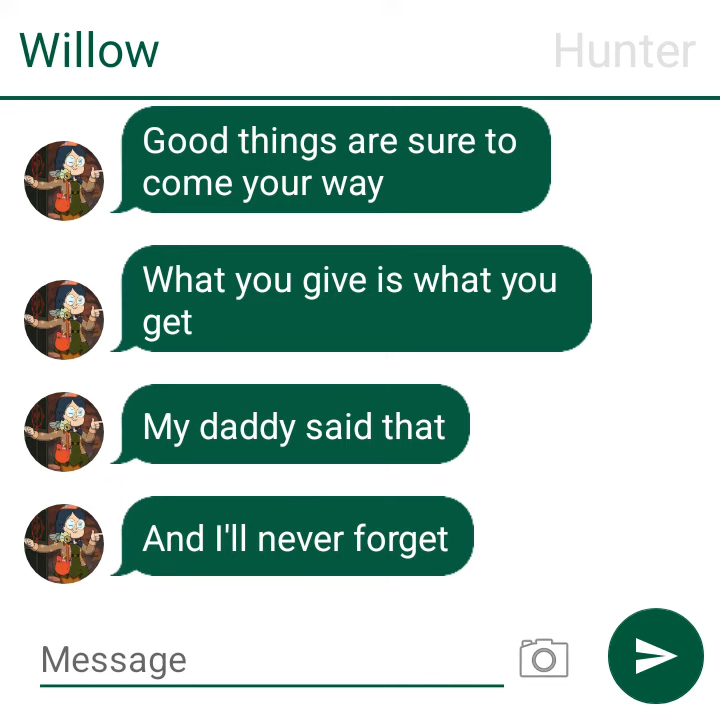 Willow
Hunter
Good things are sure to
come your way
What you give is what you
get
My daddy said that
And I'll never forget
Message